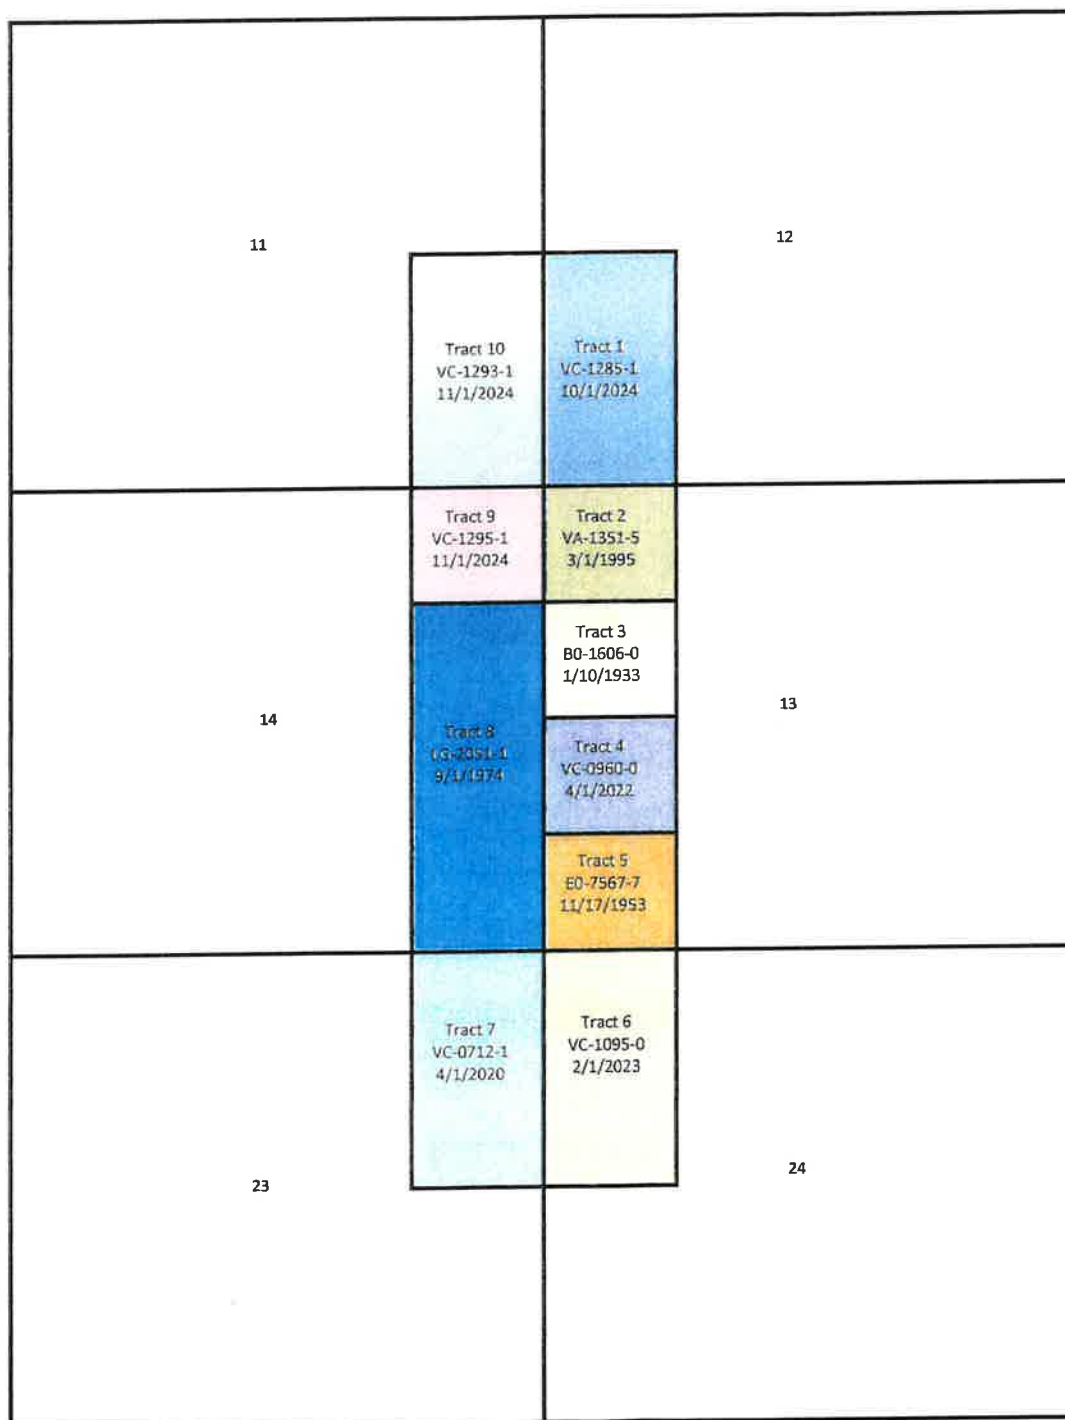 11
12
Tract 10
VC-1293-1
11/1/2024
Tract 1
VC-1285-1
10/1/2024
Tract 9
VC-1295-1
11/1/2024
Tract 2
VA-1351-5
3/1/1995
Tract 3
B0-1606-0
1/10/1933
14
13
Tract 8
9/1/1974
Tract 4
VC-0960-0
4/1/2022
Tract 5
E0-7567-7
11/17/1953
Tract 7
VC-0712-1
4/1/2020
Tract 6
VC-1095-0
2/1/2023
23
24